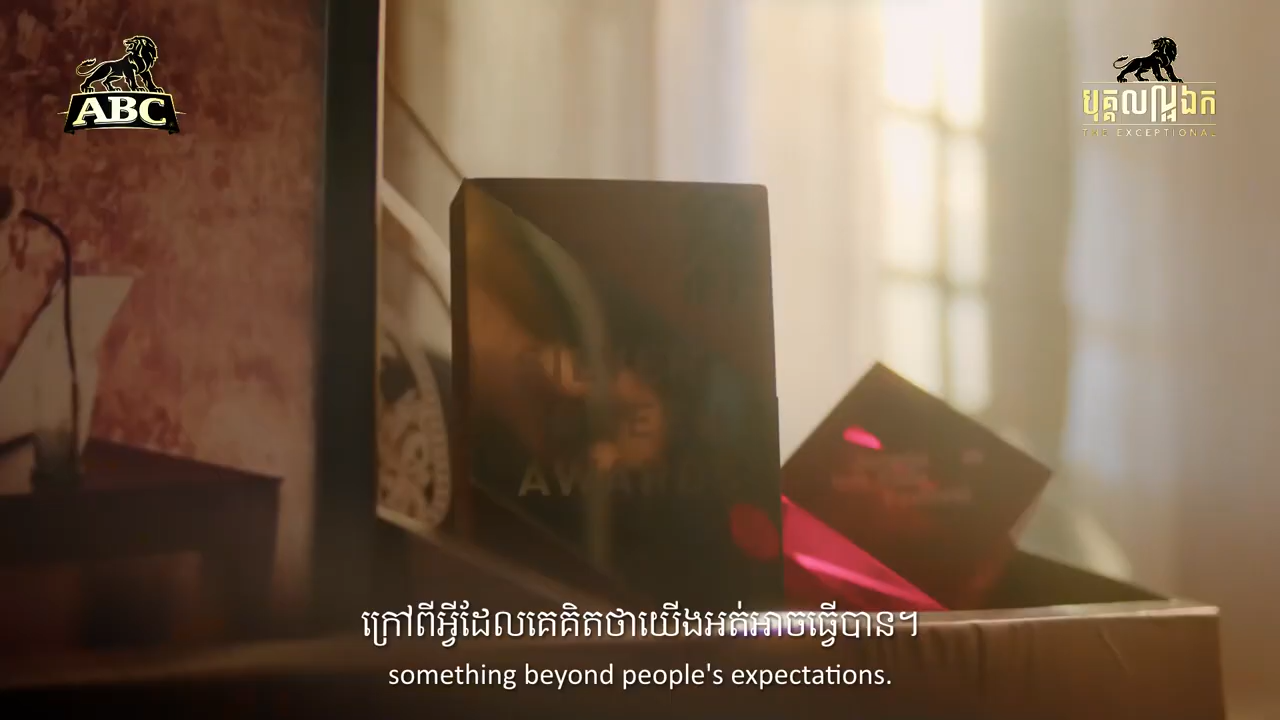 ABC
បុគ្គលឯក
THE EXCEPTIONAL
AWARD
ក្រៅពីអ្វីដែលគេគិតថាយើងអត់អាចធ្វើបាន។
something beyond people's expectations.